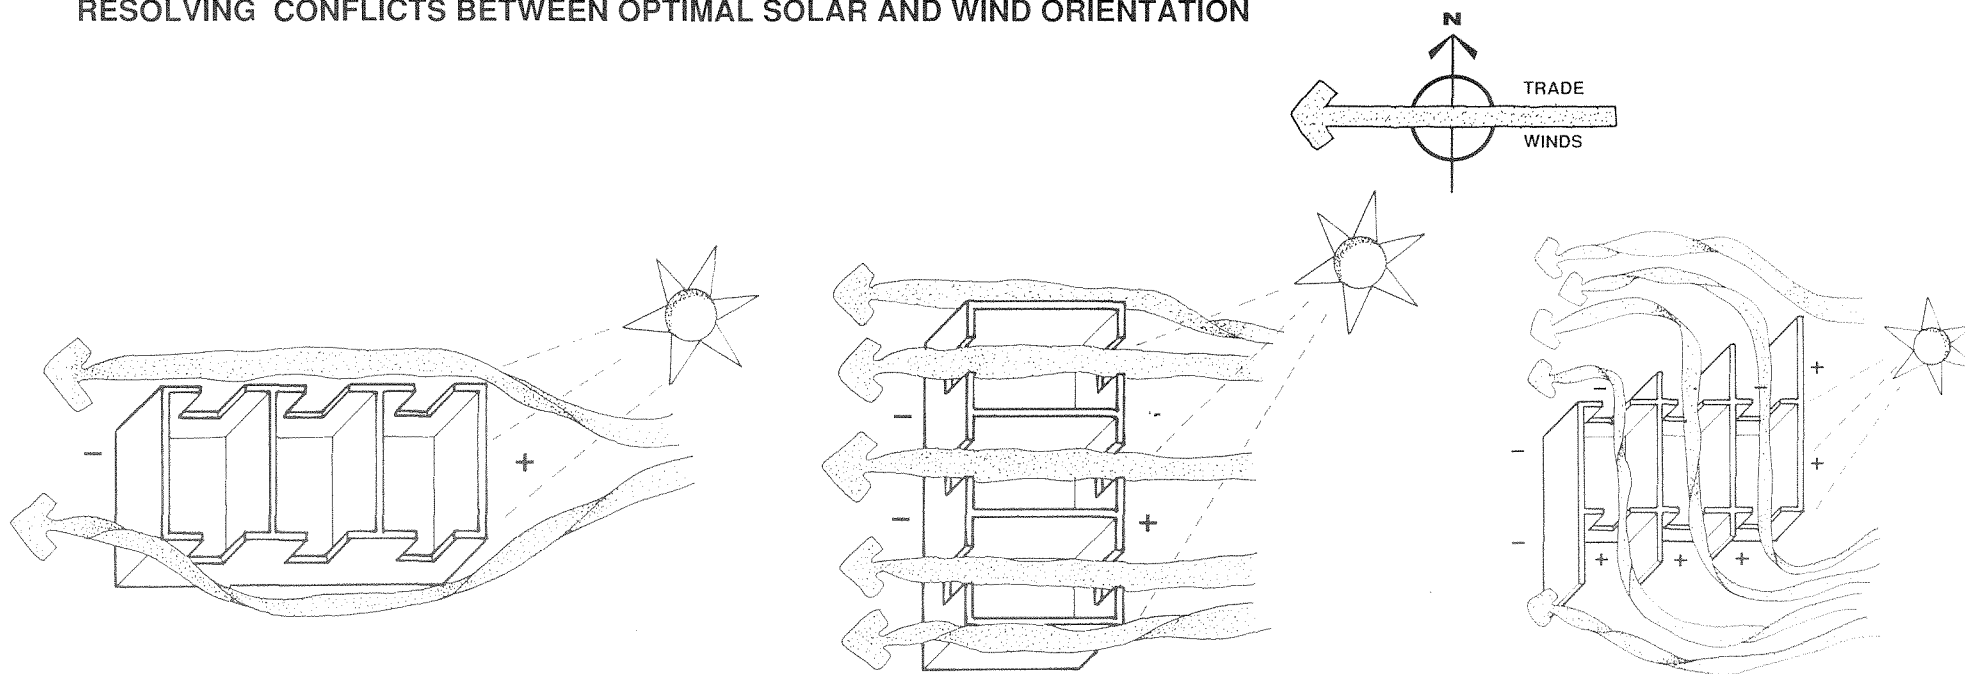 RESOLVING CONFLICTS BETWEEN OPTIMAL SOLAR AND WIND ORIENTATION
N
TRADE
WINDS